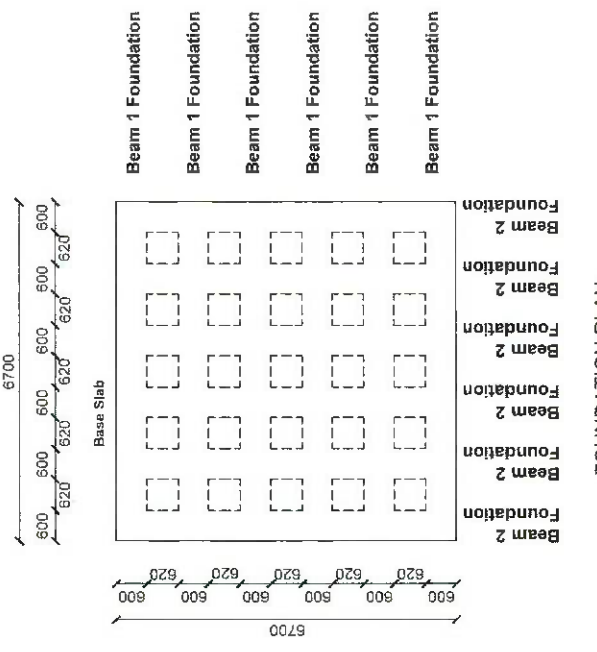 6700
600 620 600 620 600 620 600 620 600 620 600
Base Slab
Beam 1 Foundation
Beam 1 Foundation
Beam 1 Foundation
Beam 1 Foundation
Beam 1 Foundation
Beam 1 Foundation
620 620 620 620 620
600 600 600 600 600 600
6700
Beam 2
Foundation
Beam 2
Foundation
Beam 2
Foundation
Beam 2
Foundation
Beam 2
Foundation
Beam 2
Foundation